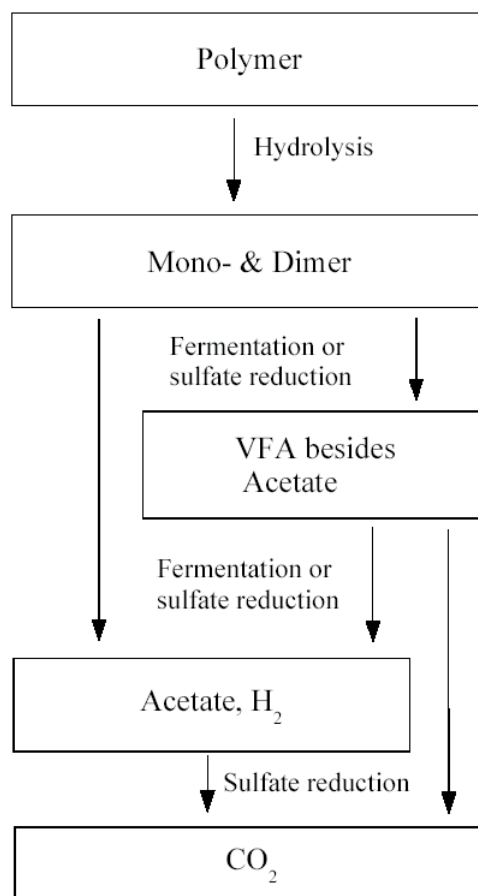 Polymer
Hydrolysis
Mono- & Dimer
Fermentation or
sulfate reduction
VFA besides
Acetate
Fermentation or
sulfate reduction
Acetate, H₂
Sulfate reduction
CO₂